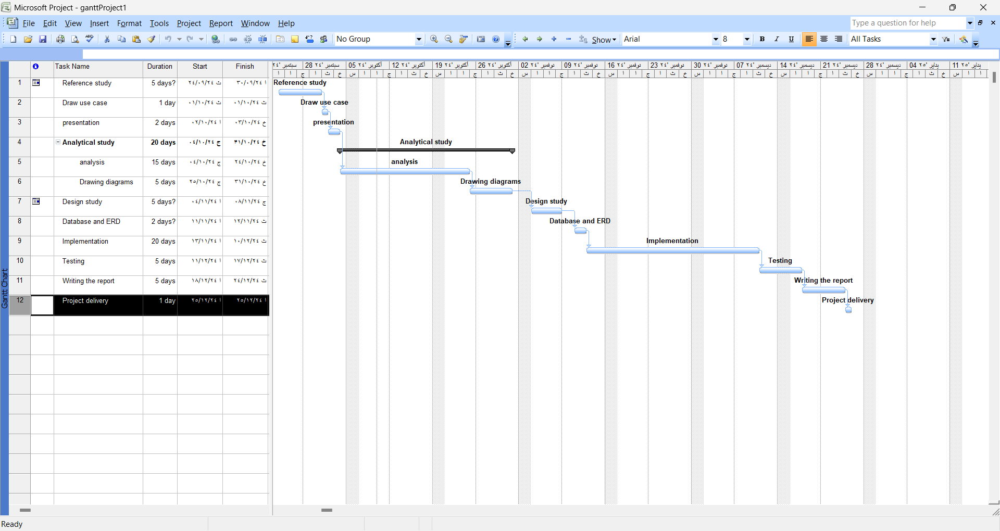 Microsoft Project - ganttProject1
File Edit View Insert Format Tools Project Report Window Help
Type a question for help
No Group
Show
Arial
8
B I U
All Tasks
Task Name Duration Start Finish
سبتمبر '٢٤ 28 سبتمبر '٢٤ 05 أكتوبر '٢٤ 12 أكتوبر '٢٤ 19 أكتوبر '٢٤ 26 أكتوبر '٢٤ 02 نوفمبر '٢٤ 09 نوفمبر '٢٤ 16 نوفمبر '٢٤ 23 نوفمبر '٢٤ 30 نوفمبر '٢٤ 07 ديسمبر '٢٤ 14 ديسمبر '٢٤ 21 ديسمبر '٢٤ 28 ديسمبر '٢٤ 04 يناير '٢٥ 11 يناير '٢٥
1 Reference study 5 days? ث ٢٤/٠٩/٢٤ ا ٣٠/٠٩/٢٤
Reference study
2 Draw use case 1 day ث ٠١/١٠/٢٤ ث ٠١/١٠/٢٤
Draw use case
3 presentation 2 days ا ٠٢/١٠/٢٤ خ ٠٣/١٠/٢٤
presentation
4 Analytical study 20 days ج ٠٤/١٠/٢٤ خ ٣١/١٠/٢٤
Analytical study
5 analysis 15 days ج ٠٤/١٠/٢٤ خ ٢٤/١٠/٢٤
analysis
6 Drawing diagrams 5 days ج ٢٥/١٠/٢٤ خ ٣١/١٠/٢٤
Drawing diagrams
7 Design study 5 days? ا ٠٤/١١/٢٤ ج ٠٨/١١/٢٤
Design study
8 Database and ERD 2 days? ا ١١/١١/٢٤ ث ١٢/١١/٢٤
Database and ERD
9 Implementation 20 days ا ١٣/١١/٢٤ ث ١٠/١٢/٢٤
Implementation
10 Testing 5 days ا ١١/١٢/٢٤ ث ١٧/١٢/٢٤
Testing
11 Writing the report 5 days ا ١٨/١٢/٢٤ ث ٢٤/١٢/٢٤
Writing the report
12 Project delivery 1 day ا ٢٥/١٢/٢٤ ا ٢٥/١٢/٢٤
Project delivery
Gantt Chart
Ready